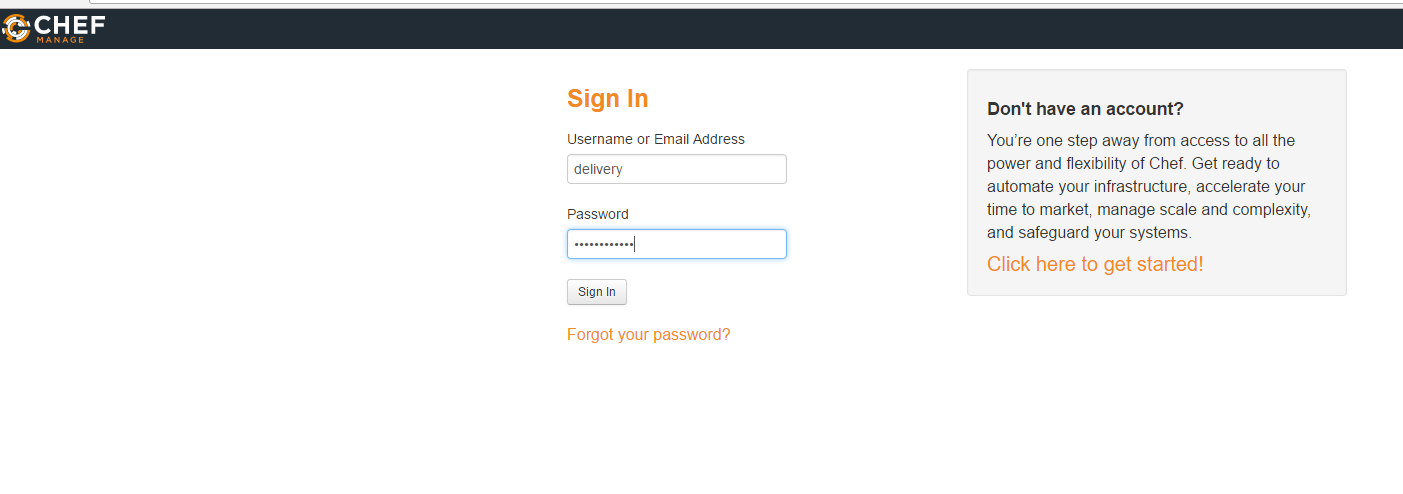 CHEF
MANAGE
Sign In
Username or Email Address
delivery
Password
••••••••••••
Sign In
Forgot your password?
Don't have an account?
You’re one step away from access to all the
power and flexibility of Chef. Get ready to
automate your infrastructure, accelerate your
time to market, manage scale and complexity,
and safeguard your systems.
Click here to get started!